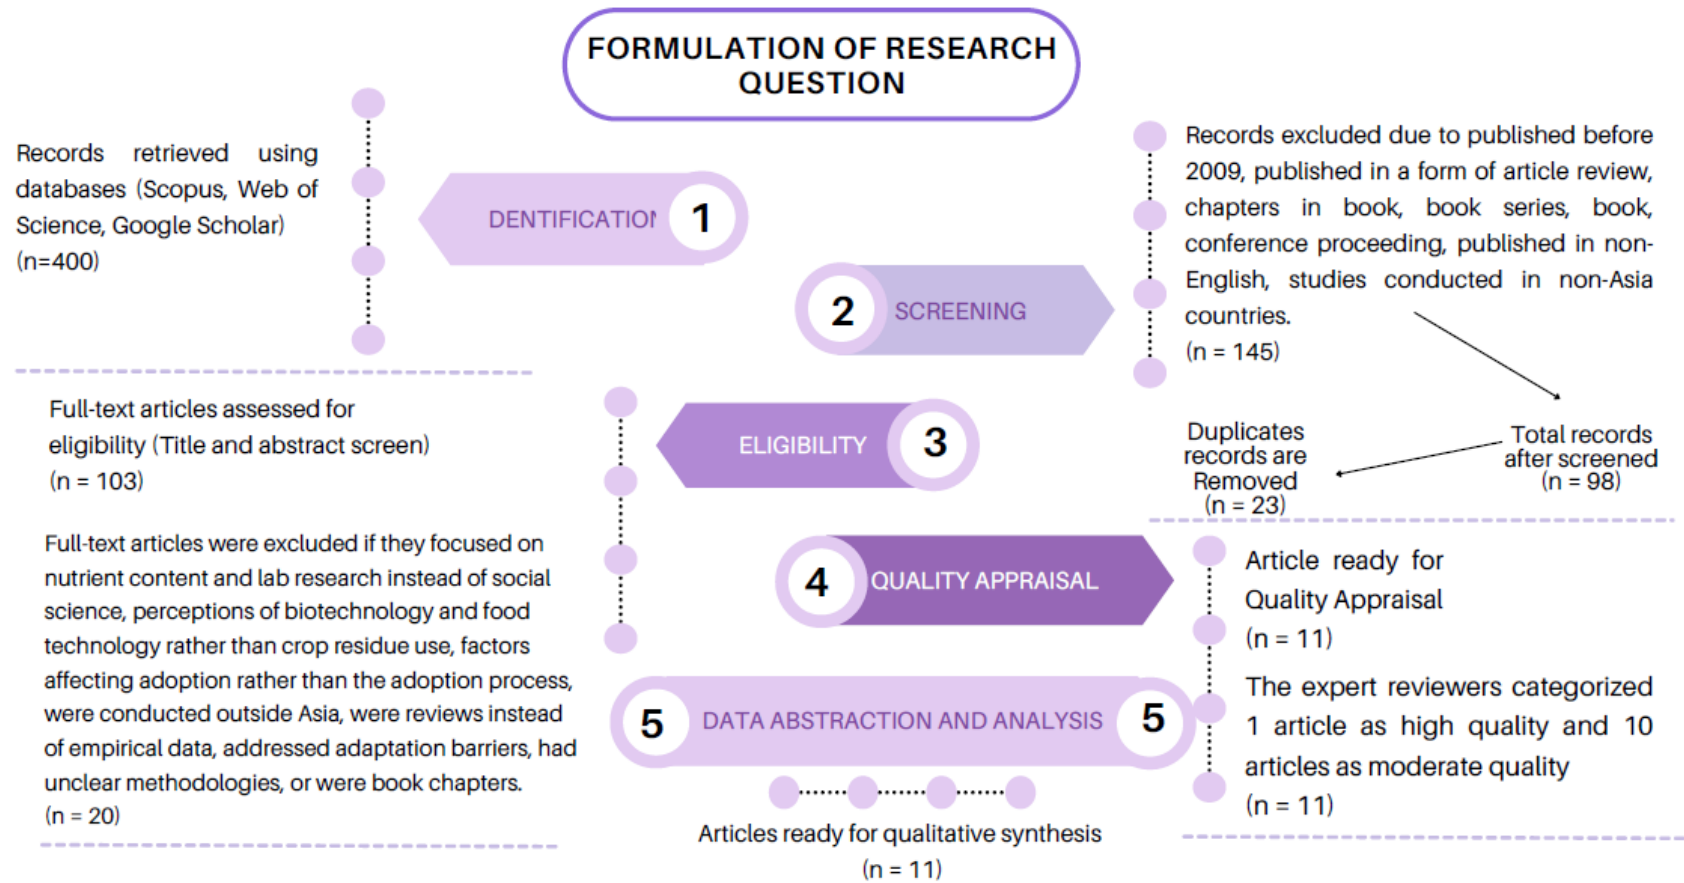 FORMULATION OF RESEARCH
QUESTION
Records retrieved using
databases (Scopus, Web of
Science, Google Scholar)
(n=400)
DENTIFICATION
1
2
SCREENING
Records excluded due to published before
2009, published in a form of article review,
chapters in book, book series, book,
conference proceeding, published in non-
English, studies conducted in non-Asia
countries.
(n = 145)
Total records
after screened
(n = 98)
Duplicates
records are
Removed
(n = 23)
ELIGIBILITY
3
Full-text articles assessed for
eligibility (Title and abstract screen)
(n = 103)
Full-text articles were excluded if they focused on
nutrient content and lab research instead of social
science, perceptions of biotechnology and food
technology rather than crop residue use, factors
affecting adoption rather than the adoption process,
were conducted outside Asia, were reviews instead
of empirical data, addressed adaptation barriers, had
unclear methodologies, or were book chapters.
(n = 20)
4
QUALITY APPRAISAL
Article ready for
Quality Appraisal
(n = 11)
The expert reviewers categorized
1 article as high quality and 10
articles as moderate quality
(n = 11)
5
DATA ABSTRACTION AND ANALYSIS
5
Articles ready for qualitative synthesis
(n = 11)